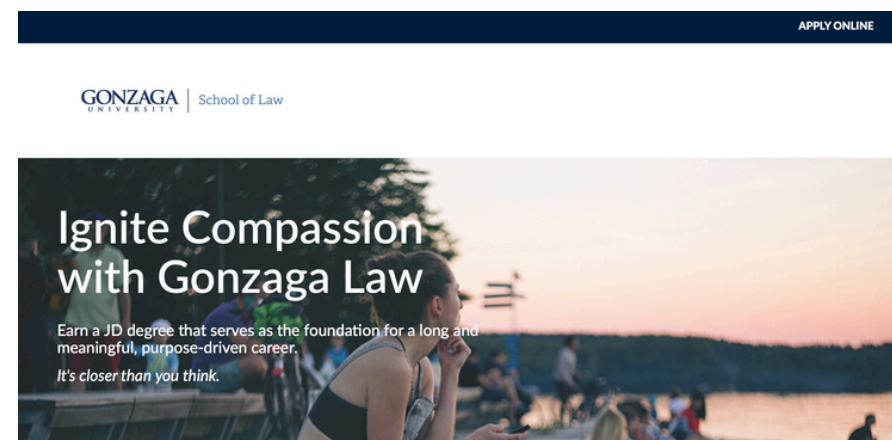 APPLY ONLINE
GONZAGA
UNIVERSITY
School of Law
Ignite Compassion
with Gonzaga Law
Earn a JD degree that serves as the foundation for a long and
meaningful, purpose-driven career.
It's closer than you think.